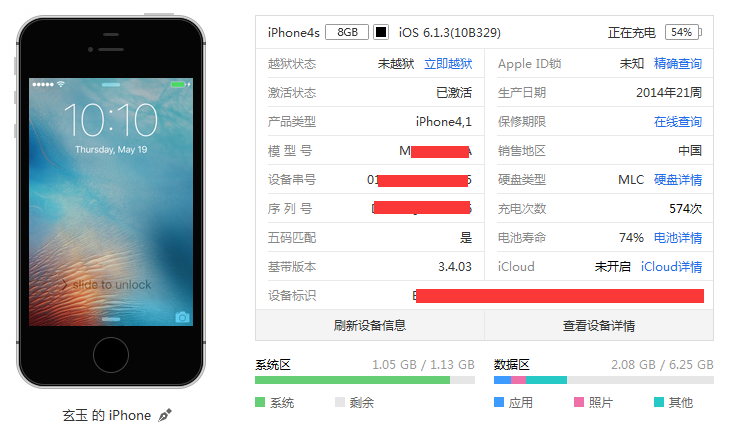 10:10
Thursday, May 19
slide to unlock
玄玉 的 iPhone
iPhone4s 8GB iOS 6.1.3(10B329) 正在充电 54%
越狱状态 未越狱 立即越狱 Apple ID锁 未知 精确查询
激活状态 已激活 生产日期 2014年21周
产品类型 iPhone4,1 保修期限 在线查询
模 型 号 M A 销售地区 中国
设备串号 01 硬盘类型 MLC 硬盘详情
序 列 号 充电次数 574次
五码匹配 是 电池寿命 74% 电池详情
基带版本 3.4.03 iCloud 未开启 iCloud详情
设备标识
刷新设备信息 查看设备详情
系统区 1.05 GB / 1.13 GB 数据区 2.08 GB / 6.25 GB
系统 剩余 应用 照片 其他